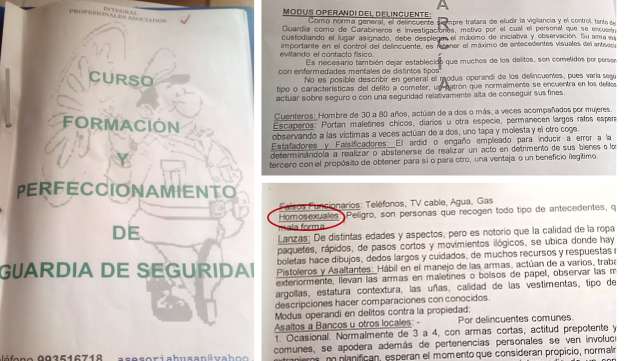 INTEGRAL
PROFESIONALES ASOCIADOS
CURSO
FORMACIÓN
Y
PERFECCIONAMIENTO
DE
GUARDIA DE SEGURIDAD
993516718
MODUS OPERANDI DEL DELINCUENTE:
Como norma general, el delincuente siempre tratara de eludir la vigilancia y el control, tanto de
Guardia como de Carabineros e Investigaciones, motivo por el cual el personal que se encuentra
custodiando el lugar asignado, debe desplegar el máximo de iniciativa y observación. Su arma más
importante en el control del delincuente, es tener el máximo de antecedentes visuales del antisocial
evitando el contacto físico.
Es necesario también dejar establecido que muchos de los delitos, son cometidos por personas
con enfermedades mentales de distintos tipos.
No es posible describir en general el modus operandi de los delincuentes, pues varía según
tipo o características del delito a cometer, un patrón que normalmente se encuentra en los delitos
actuar sobre seguro o con una seguridad relativamente alta de conseguir sus fines.
Cuenteros: Hombre de 30 a 80 años, actúan de dos o más, a veces acompañados por mujeres.
Escaperos: Portan maletines chicos, diarios u otra especie, permanecen largos ratos
observando a las víctimas a veces actúan de dos, uno tapa y molesta y el otro coge.
Estafadores y Falsificadores: El ardid o engaño empleado para inducir a error a la
determinándola a realizar o abstenerse de realizar un acto en detrimento de sus bienes o los
tercero con el propósito de obtener para sí o para otro, una ventaja o un beneficio ilegítimo.
A
R
C
I
A
Falsos Funcionarios: Teléfonos, TV cable, Agua, Gas
Homosexuales: Peligro, son personas que recogen todo tipo de antecedentes, q
mala forma
Lanzas: De distintas edades y aspectos, pero es notorio que la calidad de la ropa
paquetes, rápidos, de pasos cortos y movimientos ilógicos, se ubica donde hay
boletas hace dibujos, dedos largos y cuidados, de muchos recursos y respuestas r
Pistoleros y Asaltantes: Hábil en el manejo de las armas, actúan de a varios, traba
exteriormente, llevan las armas en maletines o bolsos de papel, observar las m
argollas, estatura contextura, las uñas, calidad de las vestimentas, tipo de
descripciones hacer comparaciones con conocidos.
Modus operandi en delitos contra la propiedad:
Asaltos a Bancos u otros locales: - Por delincuentes comunes.
1. Ocasional. Normalmente de 3 a 4, con armas cortas, actitud prepotente y
comunes, se apodera además de pertenencias personales se ven involuc
no planifican, esperan el momento que consideran propio, normalm